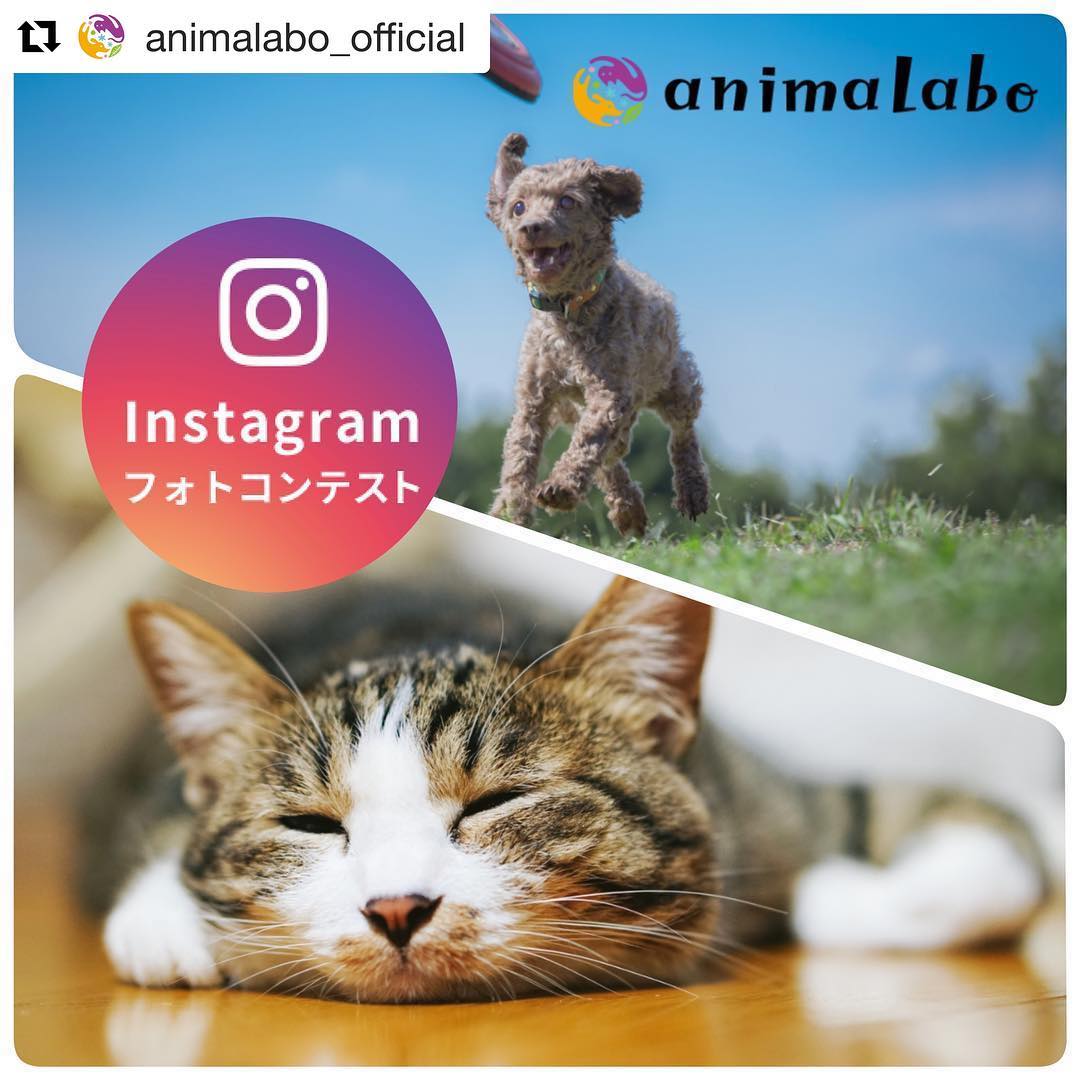 animalabo_official
animalabo
Instagram
フォトコンテスト